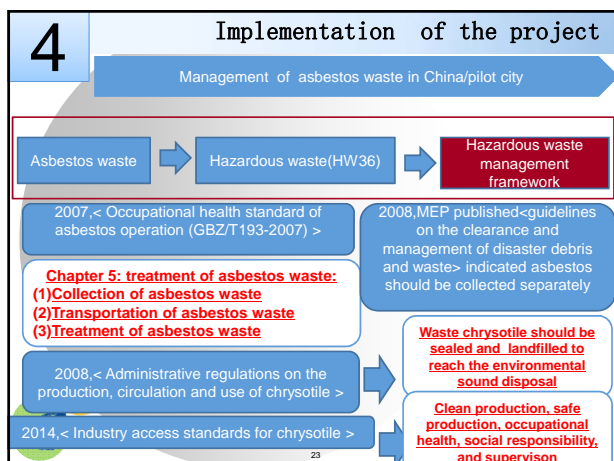 4
Implementation of the project
Management of asbestos waste in China/pilot city
Asbestos waste
Hazardous waste(HW36)
Hazardous waste
management
framework
2007,< Occupational health standard of
asbestos operation (GBZ/T193-2007) >
2008,MEP published<guidelines
on the clearance and
management of disaster debris
and waste> indicated asbestos
should be collected separately
Chapter 5: treatment of asbestos waste:
(1)Collection of asbestos waste
(2)Transportation of asbestos waste
(3)Treatment of asbestos waste
2008,< Administrative regulations on the
production, circulation and use of chrysotile >
Waste chrysotile should be
sealed and landfilled to
reach the environmental
sound disposal
2014,< Industry access standards for chrysotile >
Clean production, safe
production, occupational
health, social responsibility,
and supervison
23